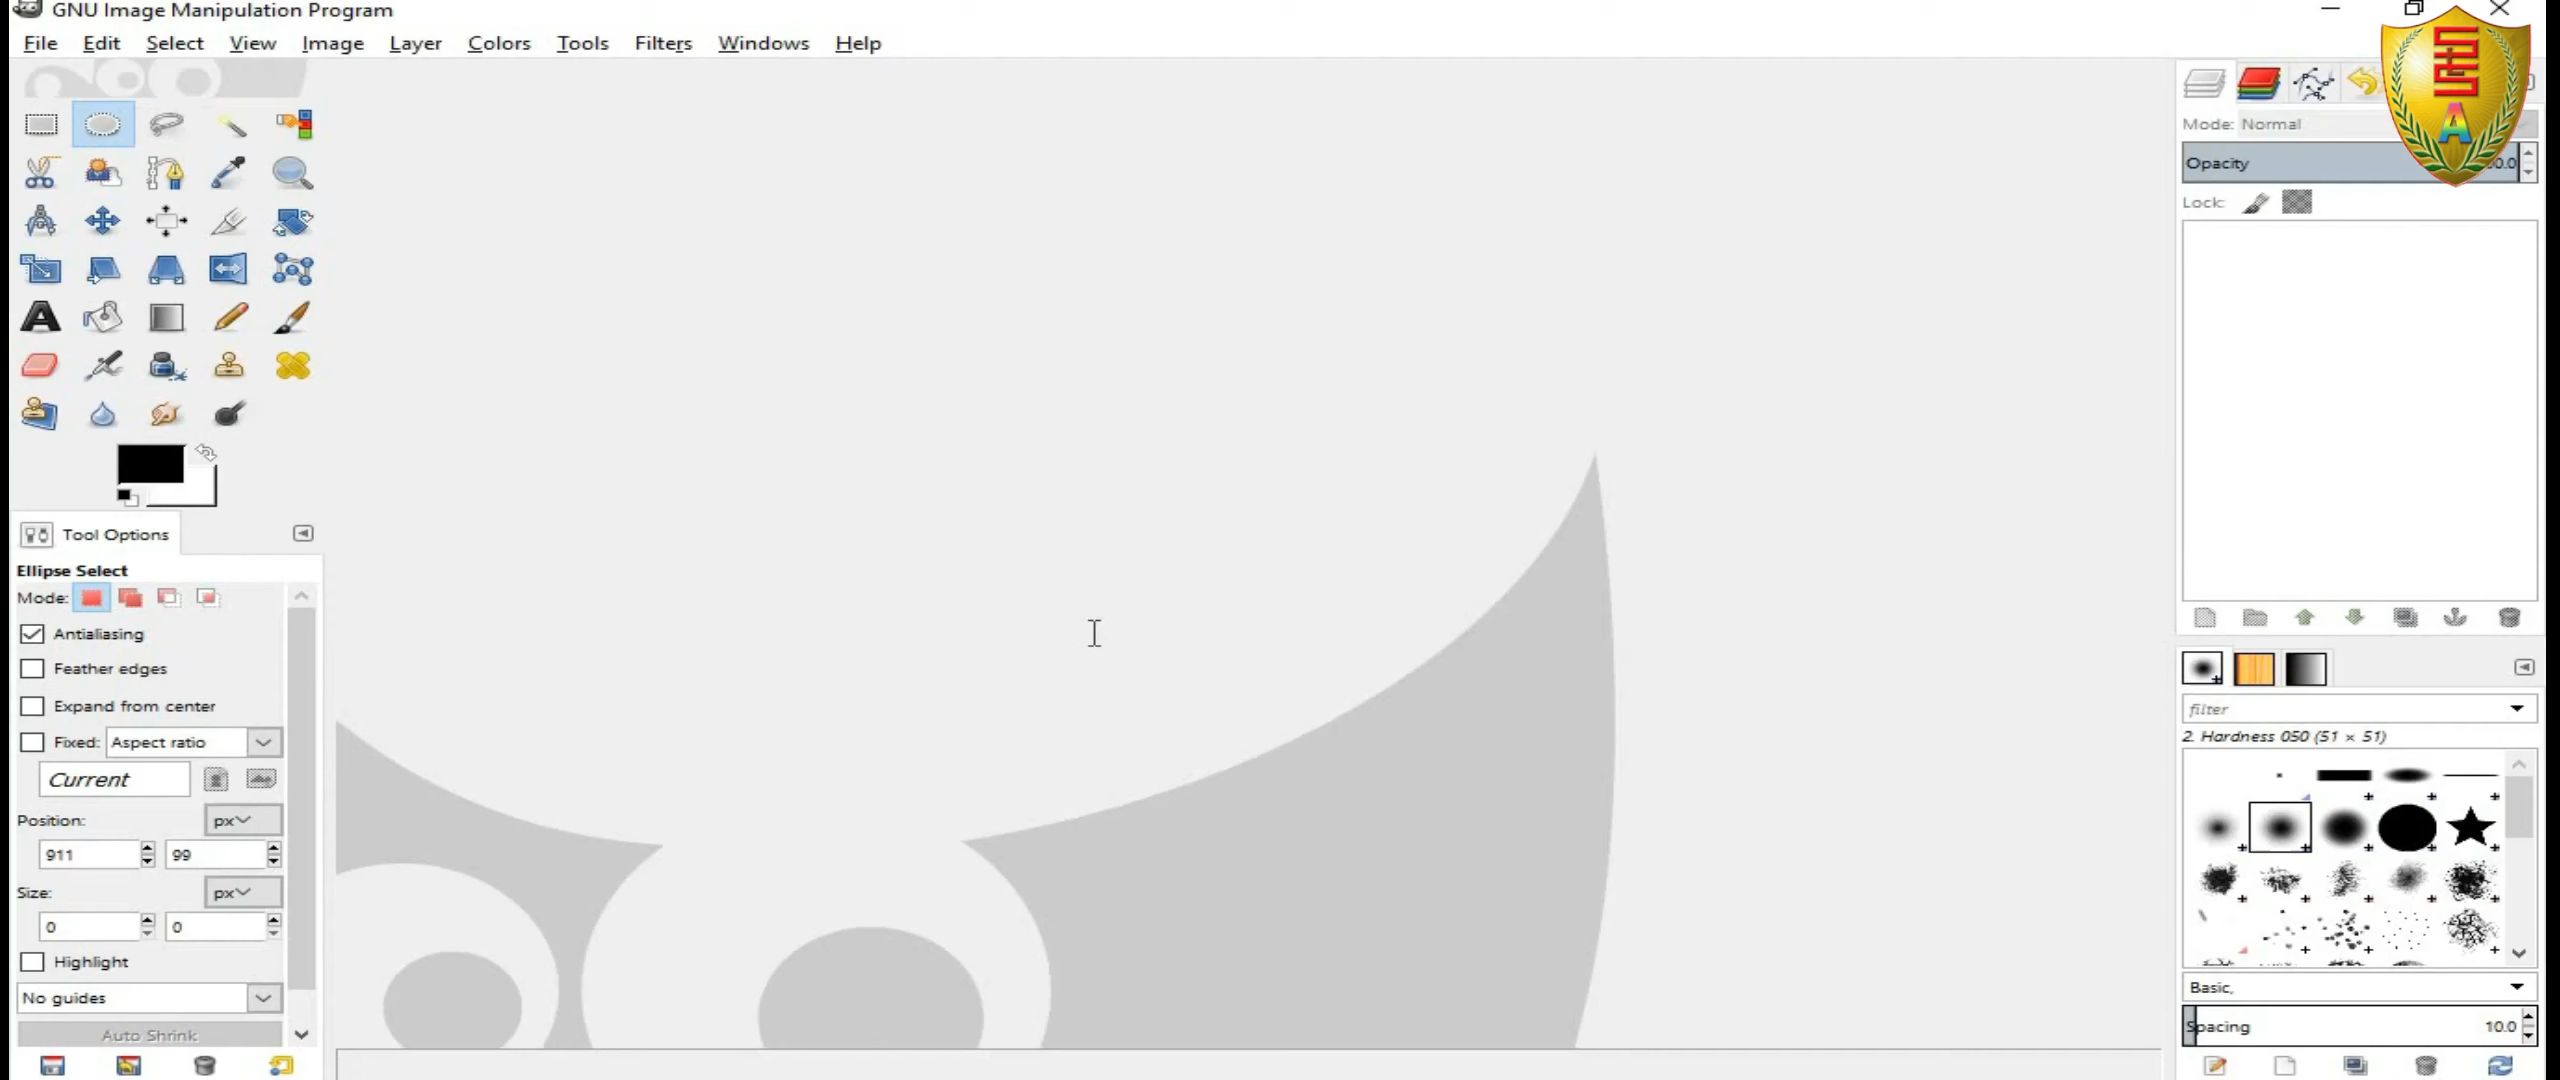 GNU Image Manipulation Program
File Edit Select View Image Layer Colors Tools Filters Windows Help
Mode: Normal
Opacity
Lock:
Tool Options
Ellipse Select
Mode:
Antialiasing
Feather edges
Expand from center
Fixed: Aspect ratio
Current
Position: px
911 99
Size: px
0 0
Highlight
No guides
Auto Shrink
filter
2. Hardness 050 (51 × 51)
Basic,
Spacing 10.0